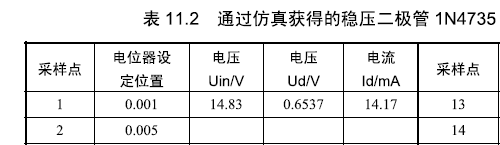 表 11.2 通过仿真获得的稳压二极管 1N4735
采样点 电位器设定位置 电压 Uin/V 电压 Ud/V 电流 Id/mA 采样点
1 0.001 14.83 0.6537 14.17 13
2 0.005 14